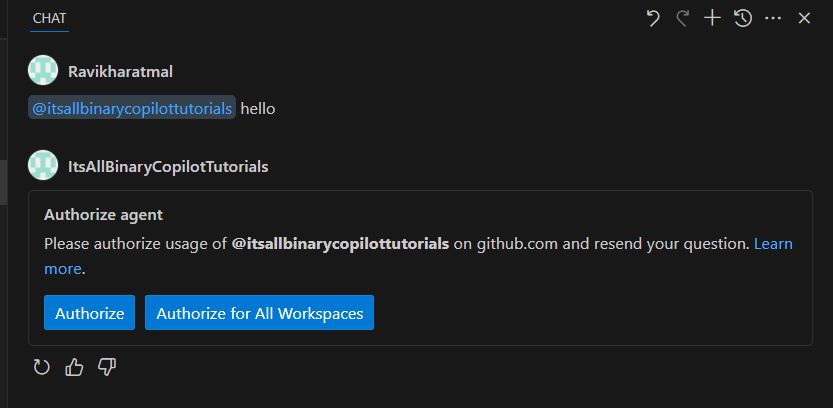 CHAT
Ravikharatmal
@itsallbinarycopilottutorials hello
ItsAllBinaryCopilotTutorials
Authorize agent
Please authorize usage of @itsallbinarycopilottutorials on github.com and resend your question. Learn
more.
Authorize Authorize for All Workspaces